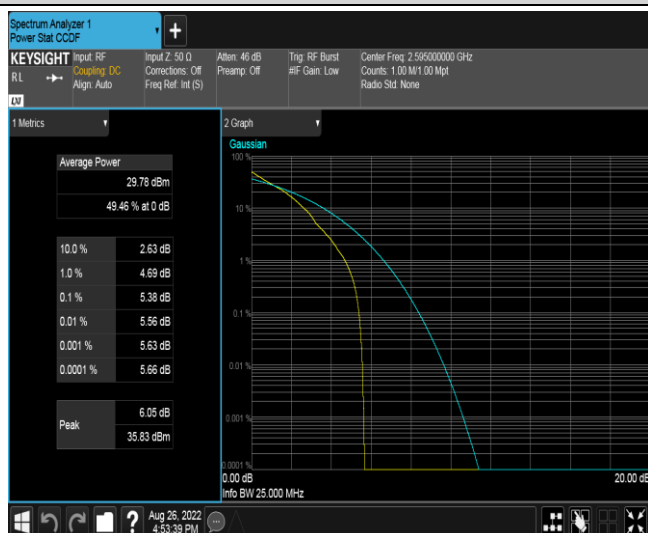 Spectrum Analyzer 1
Power Stat CCDF
KEYSIGHT
RL
LXI
Input: RF
Coupling: DC
Align: Auto
Input Z: 50 Ω
Corrections: Off
Freq Ref: Int (S)
Atten: 46 dB
Preamp: Off
Trig: RF Burst
#IF Gain: Low
Center Freq: 2.595000000 GHz
Counts: 1.00 M/1.00 Mpt
Radio Std: None
1 Metrics
Average Power
29.78 dBm
49.46 % at 0 dB
10.0 % 2.63 dB
1.0 % 4.69 dB
0.1 % 5.38 dB
0.01 % 5.56 dB
0.001 % 5.63 dB
0.0001 % 5.66 dB
Peak
6.05 dB
35.83 dBm
2 Graph
Gaussian
100 %
10 %
1 %
0.1 %
0.01 %
0.001 %
0.0001 %
0.00 dB
20.00 dB
Info BW 25.000 MHz
?
Aug 26, 2022
4:53:39 PM